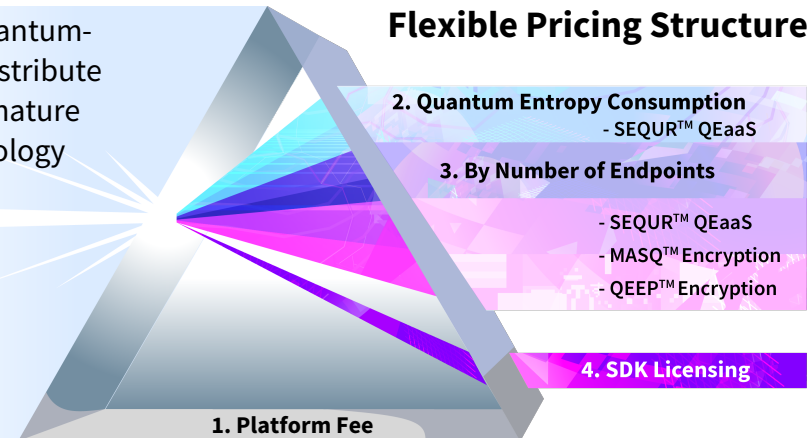 Flexible Pricing Structure
antum-
stribute
nature
ology
2. Quantum Entropy Consumption
- SEQUR™ QEaaS
3. By Number of Endpoints
- SEQUR™ QEaaS
- MASQ™ Encryption
- QEEP™ Encryption
4. SDK Licensing
1. Platform Fee